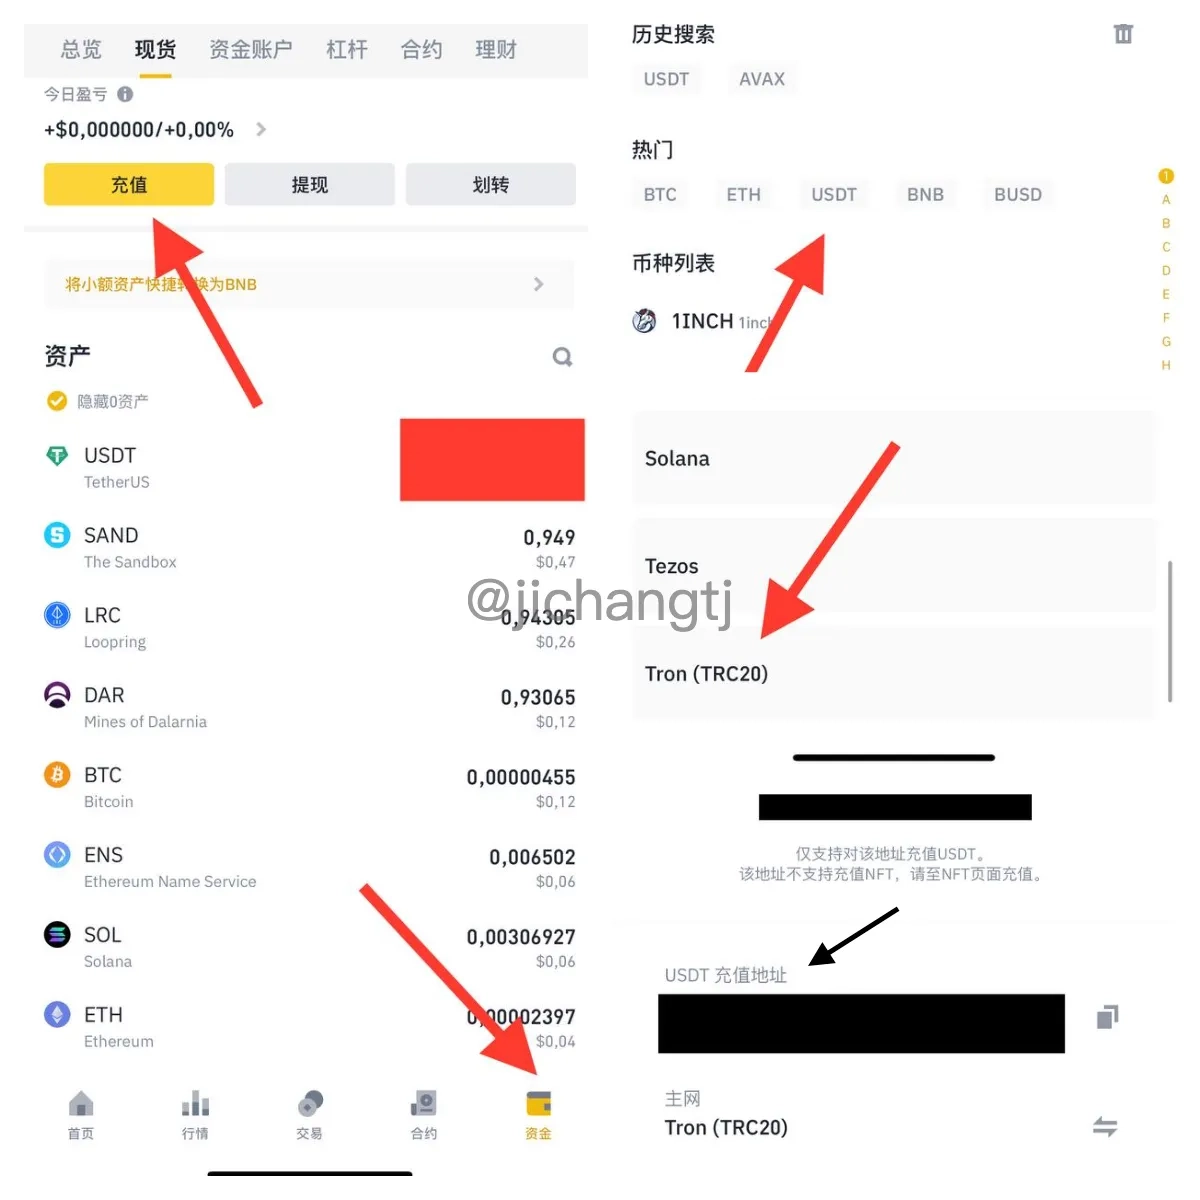 总览 现货 资金账户 杠杆 合约 理财
今日盈亏
+$0,000000/+0,00%
充值 提现 划转
将小额资产快捷转换为BNB
资产
隐藏0资产
USDT
TetherUS
SAND 0,949
The Sandbox $0,47
LRC 0,94305
Loopring $0,26
DAR 0,93065
Mines of Dalarnia $0,12
BTC 0,00000455
Bitcoin $0,12
ENS 0,006502
Ethereum Name Service $0,06
SOL 0,00306927
Solana $0,06
ETH 0,00002397
Ethereum $0,04
首页 行情 交易 合约 资金
历史搜索
USDT AVAX
热门
BTC ETH USDT BNB BUSD
币种列表
1INCH 1inch
1
A
B
C
D
E
F
G
H
Solana
Tezos
Tron (TRC20)
仅支持对该地址充值USDT。
该地址不支持充值NFT，请至NFT页面充值。
USDT 充值地址
主网
Tron (TRC20)
@jichangtj